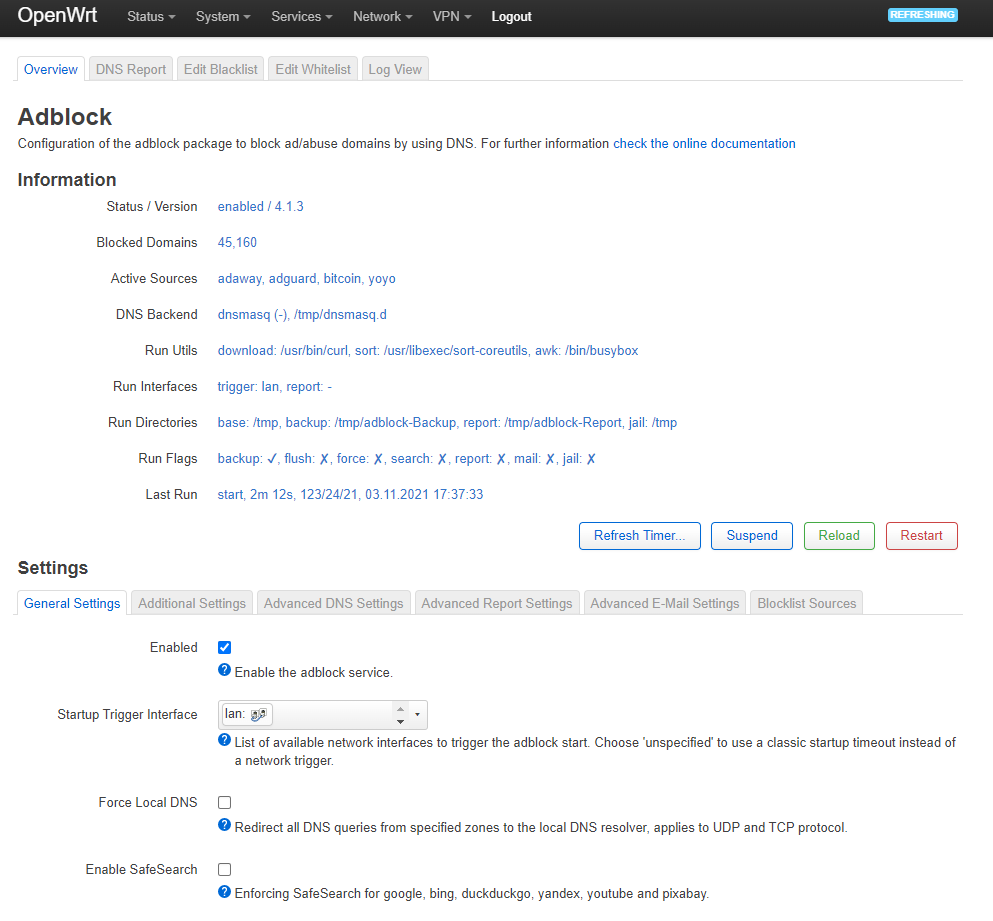 OpenWrt Status System Services Network VPN Logout REFRESHING
Overview DNS Report Edit Blacklist Edit Whitelist Log View
Adblock
Configuration of the adblock package to block ad/abuse domains by using DNS. For further information check the online documentation
Information
Status / Version enabled / 4.1.3
Blocked Domains 45,160
Active Sources adaway, adguard, bitcoin, yoyo
DNS Backend dnsmasq (-), /tmp/dnsmasq.d
Run Utils download: /usr/bin/curl, sort: /usr/libexec/sort-coreutils, awk: /bin/busybox
Run Interfaces trigger: lan, report: -
Run Directories base: /tmp, backup: /tmp/adblock-Backup, report: /tmp/adblock-Report, jail: /tmp
Run Flags backup: ✓, flush: ✗, force: ✗, search: ✗, report: ✗, mail: ✗, jail: ✗
Last Run start, 2m 12s, 123/24/21, 03.11.2021 17:37:33
Refresh Timer... Suspend Reload Restart
Settings
General Settings Additional Settings Advanced DNS Settings Advanced Report Settings Advanced E-Mail Settings Blocklist Sources
Enabled
Enable the adblock service.
Startup Trigger Interface lan:
List of available network interfaces to trigger the adblock start. Choose 'unspecified' to use a classic startup timeout instead of
a network trigger.
Force Local DNS
Redirect all DNS queries from specified zones to the local DNS resolver, applies to UDP and TCP protocol.
Enable SafeSearch
Enforcing SafeSearch for google, bing, duckduckgo, yandex, youtube and pixabay.